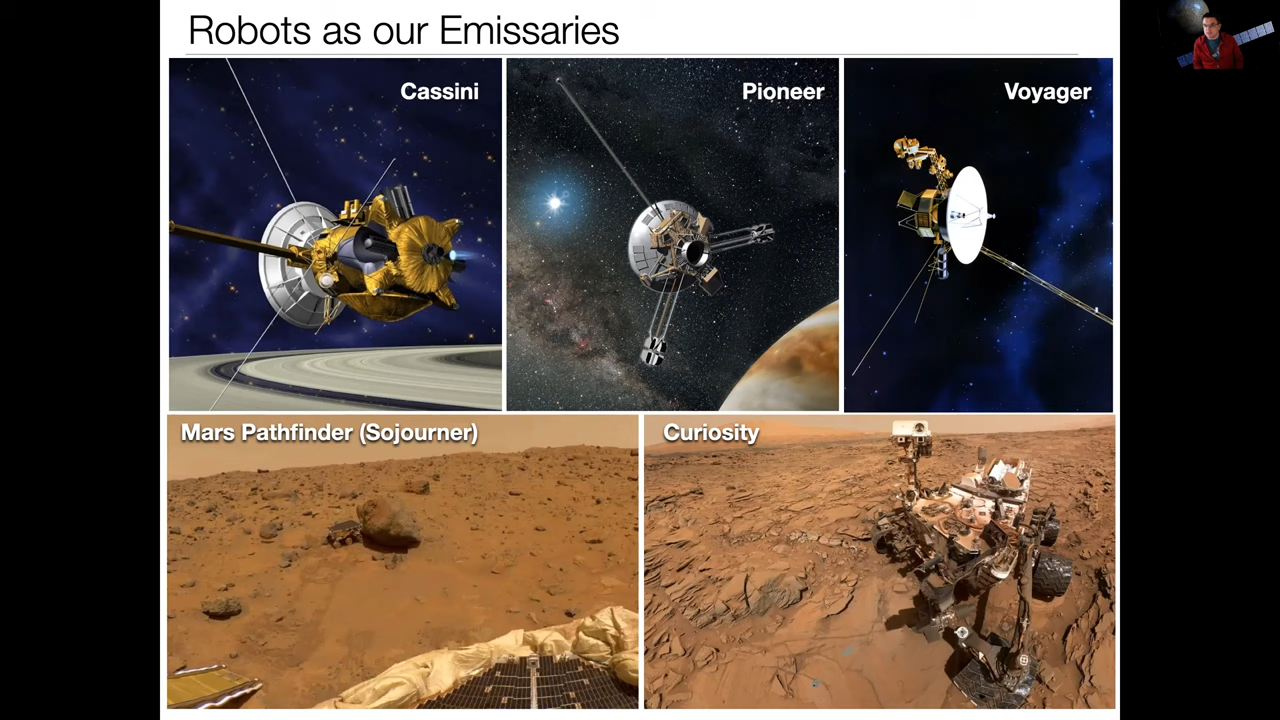 Robots as our Emissaries
Cassini
Pioneer
Voyager
Mars Pathfinder (Sojourner)
Curiosity